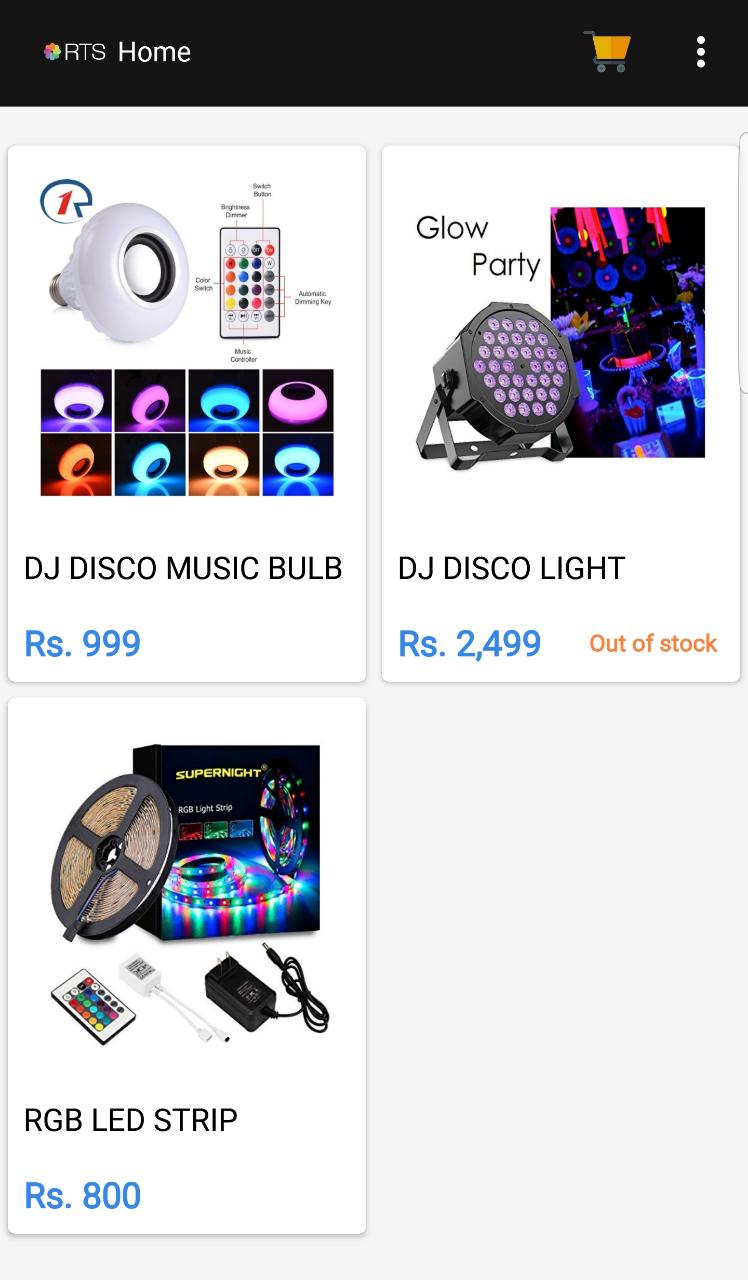 RTS Home
Switch
Button
Brightness
Dimmer
OFF
ON
R
W
Color
Switch
Automatic
Dimming Key
Music
Controller
DJ DISCO MUSIC BULB
Rs. 999
Glow
Party
DJ DISCO LIGHT
Rs. 2,499 Out of stock
SUPERNIGHT®
RGB Light Strip
RGB LED STRIP
Rs. 800